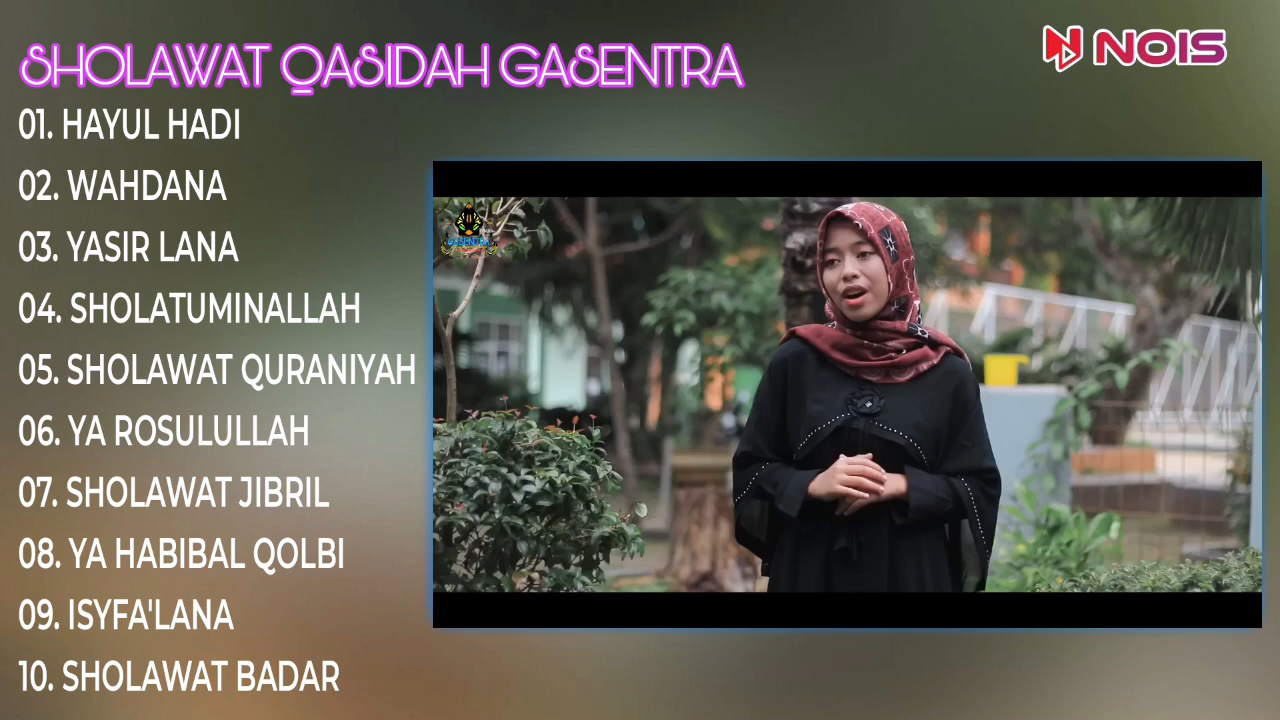 SHOLAWAT QASIDAH GASENTRA
NOIS
01. HAYUL HADI
02. WAHDANA
03. YASIR LANA
04. SHOLATUMINALLAH
05. SHOLAWAT QURANIYAH
06. YA ROSULULLAH
07. SHOLAWAT JIBRIL
08. YA HABIBAL QOLBI
09. ISYFA'LANA
10. SHOLAWAT BADAR
GASENTRA